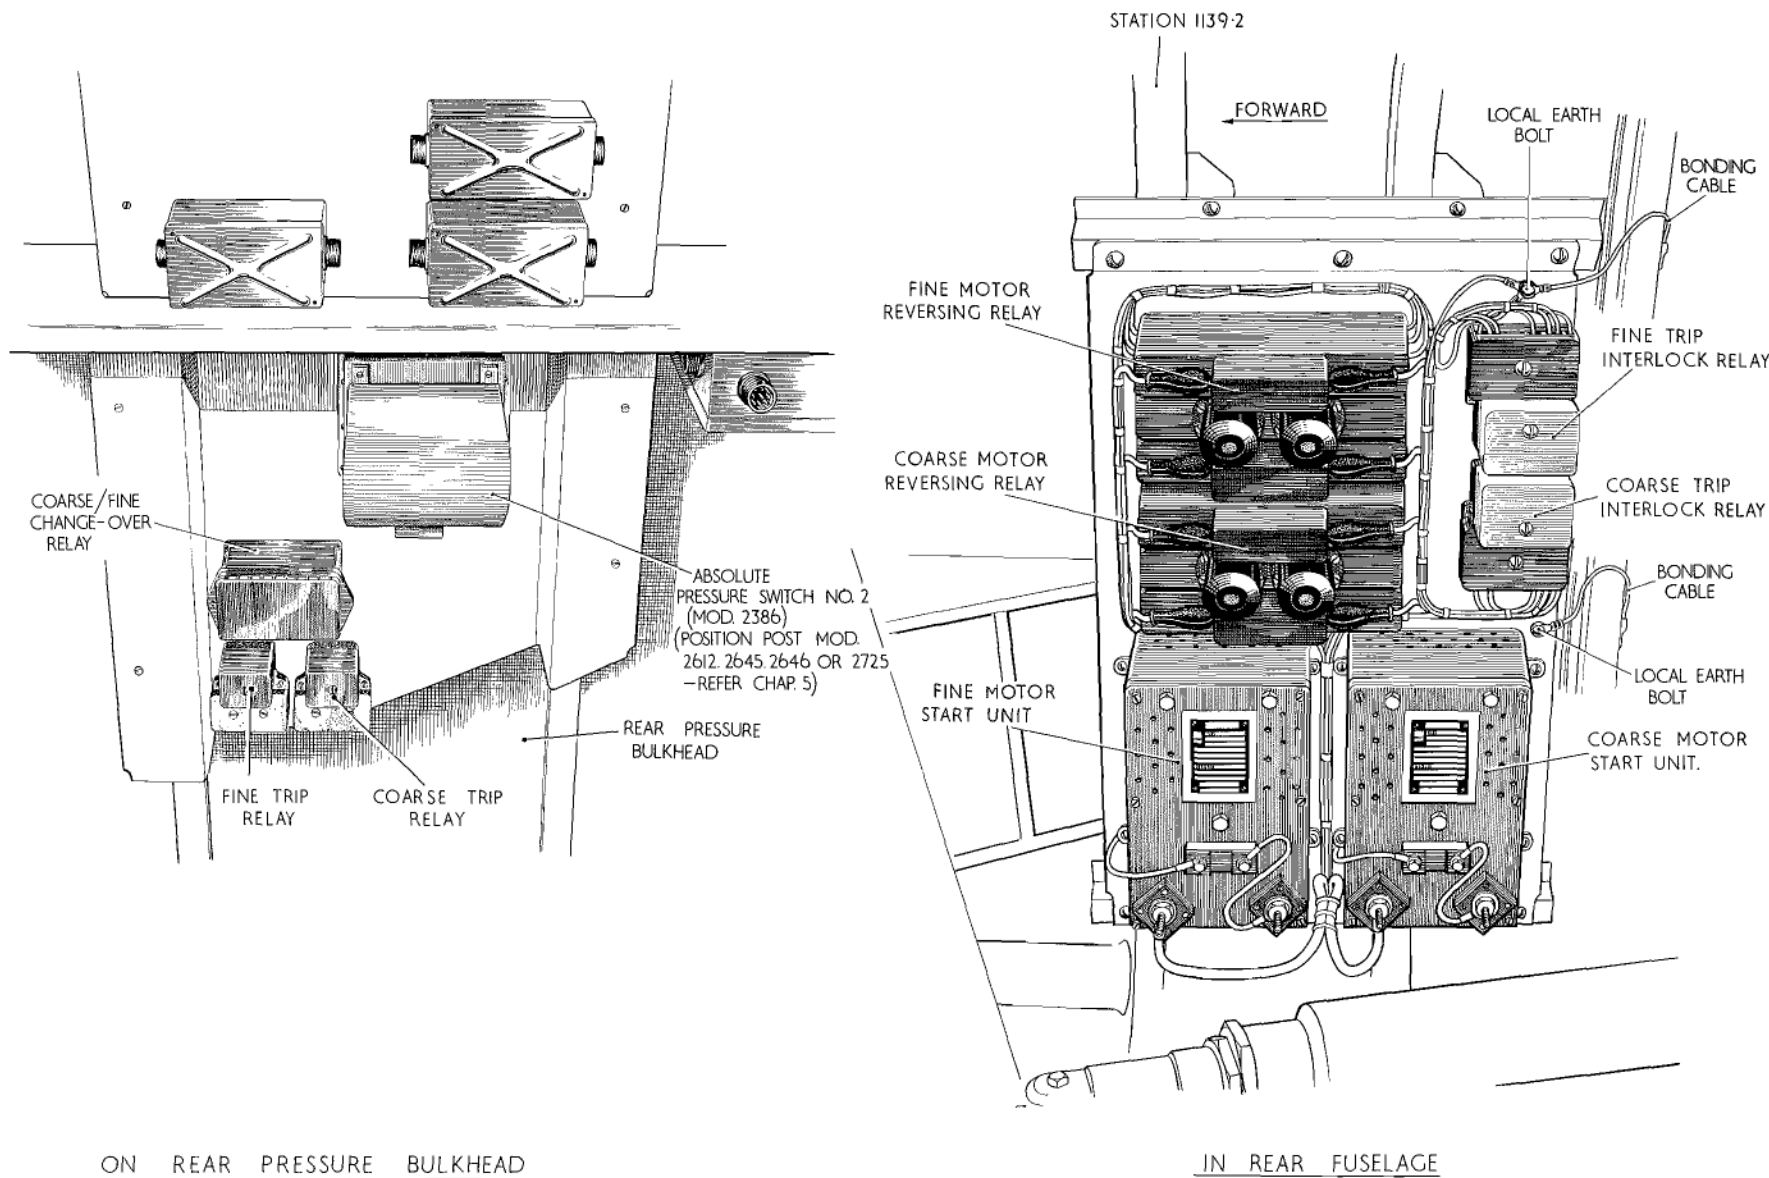 COARSE/FINE
CHANGE-OVER
RELAY
ABSOLUTE
PRESSURE SWITCH NO. 2
(MOD. 2386)
(POSITION POST MOD.
2612. 2645. 2646 OR 2725
-REFER CHAP. 5)
REAR PRESSURE
BULKHEAD
FINE TRIP
RELAY
COARSE TRIP
RELAY
ON REAR PRESSURE BULKHEAD
STATION 1139·2
FORWARD
LOCAL EARTH
BOLT
BONDING
CABLE
FINE MOTOR
REVERSING RELAY
FINE TRIP
INTERLOCK RELAY
COARSE MOTOR
REVERSING RELAY
COARSE TRIP
INTERLOCK RELAY
BONDING
CABLE
LOCAL EARTH
BOLT
FINE MOTOR
START UNIT
COARSE MOTOR
START UNIT.
IN REAR FUSELAGE